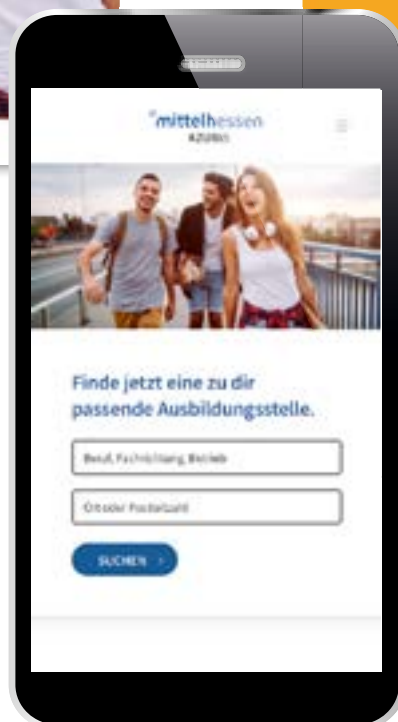 mittelhessen
AZUBIS
Finde jetzt eine zu dir
passende Ausbildungsstelle.
Beruf, Fachrichtung, Betrieb
Ort oder Postleitzahl
SUCHEN ›